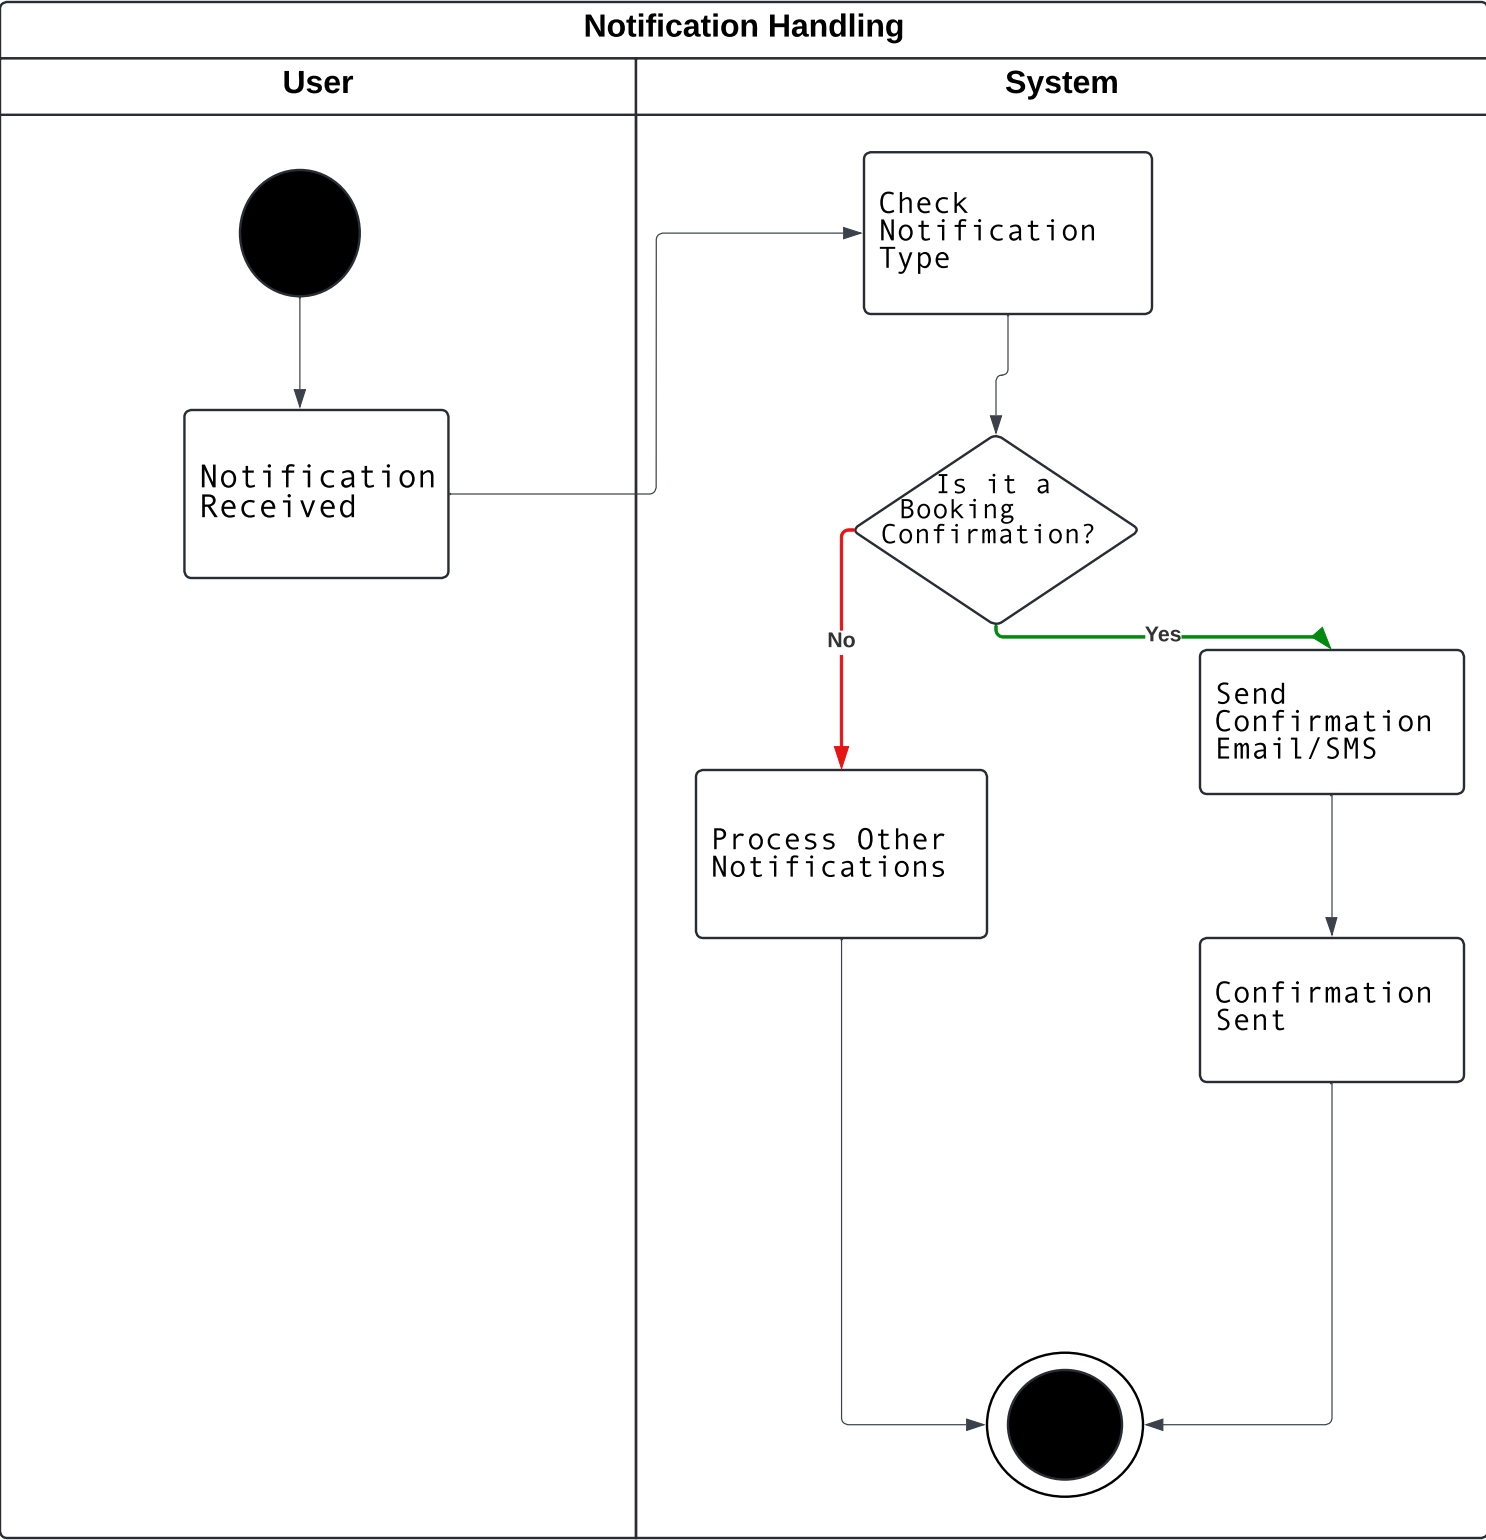 Notification Handling
User
System
Check
Notification
Type
Notification
Received
Is it a
Booking
Confirmation?
No
Yes
Send
Confirmation
Email/SMS
Process Other
Notifications
Confirmation
Sent